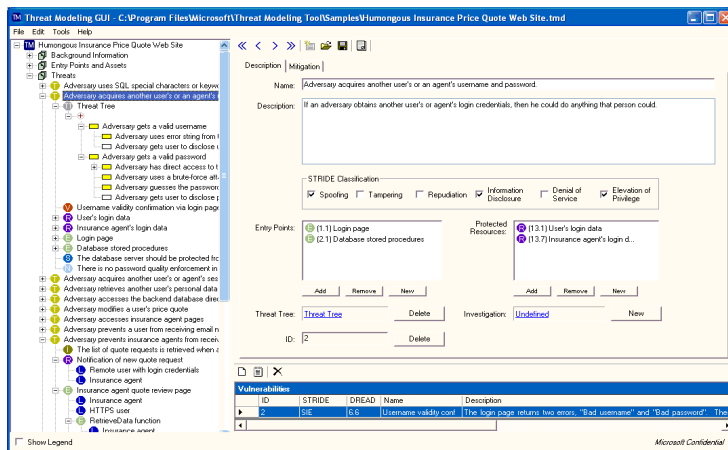 Threat Modeling GUI - C:\Program Files\Microsoft\Threat Modeling Tool\Samples\Humongous Insurance Price Quote Web Site.tmd
File Edit Tools Help
Humongous Insurance Price Quote Web Site
Background Information
Entry Points and Assets
Threats
Adversary uses SQL special characters or keyw
Adversary acquires another user's or an agent's
Threat Tree
Adversary gets a valid username
Adversary uses error string from
Adversary gets user to disclose
Adversary gets a valid password
Adversary has direct access to t
Adversary uses a brute-force att
Adversary guesses the password
Adversary gets user to disclose p
Username validity confirmation via login page
User's login data
Insurance agent's login data
Login page
Database stored procedures
The database server should be protected fro
There is no password quality enforcement in
Adversary acquires another user's or agent's ses
Adversary retrieves another user's personal data
Adversary accesses the backend database direc
Adversary modifies a user's price quote
Adversary accesses insurance agent pages
Adversary prevents a user from receiving email n
Adversary prevents insurance agents from receiv
The list of quote requests is retrieved when a
Notification of new quote request
Remote user with login credentials
Insurance agent
Insurance agent quote review page
Insurance agent
HTTPS user
RetrieveData function
Insurance agent
Show Legend
Description Mitigation
Name: Adversary acquires another user's or an agent's username and password.
Description: If an adversary obtains another user's or agent's login credentials, then he could do anything that person could.
STRIDE Classification
Spoofing Tampering Repudiation Information Disclosure Denial of Service Elevation of Privilege
Entry Points:
(1.1) Login page
(2.1) Database stored procedures
Add Remove New
Protected Resources:
(13.1) User's login data
(13.7) Insurance agent's login d...
Add Remove New
Threat Tree: Threat Tree Delete
Investigation: Undefined New
ID: 2 Delete
Vulnerabilities
ID STRIDE DREAD Name Description
2 SIE 6.6 Username validity conf The login page returns two errors, "Bad username" and "Bad password". The
Microsoft Confidential